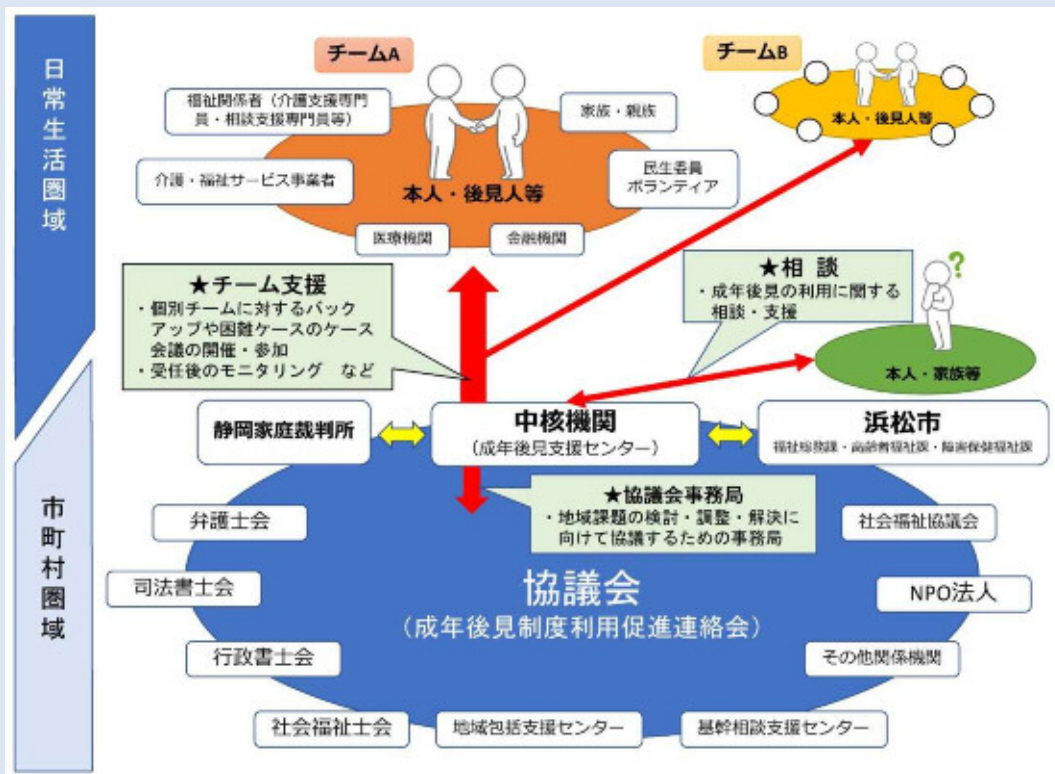 日常生活圏域
チームA
チームB
福祉関係者（介護支援専門
員・相談支援専門員等）
家族・親族
本人・後見人等
介護・福祉サービス事業者
民生委員
ボランティア
本人・後見人等
医療機関
金融機関
★チーム支援
・個別チームに対するバック
アップや困難ケースのケース
会議の開催・参加
・受任後のモニタリング　など
★相 談
・成年後見の利用に関する
相談・支援
?
本人・家族等
市町村圏域
静岡家庭裁判所
中核機関
（成年後見支援センター）
浜松市
福祉総務課・高齢者福祉課・障害保健福祉課
★協議会事務局
・地域課題の検討・調整・解決に
向けて協議するための事務局
弁護士会
社会福祉協議会
司法書士会
協議会
（成年後見制度利用促進連絡会）
NPO法人
行政書士会
その他関係機関
社会福祉士会
地域包括支援センター
基幹相談支援センター